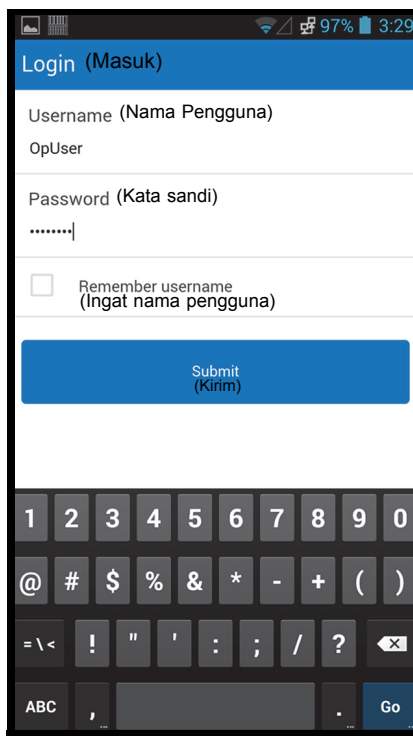 97% 3:29
Login (Masuk)
Username (Nama Pengguna)
OpUser
Password (Kata sandi)
••••••••
Remember username
(Ingat nama pengguna)
Submit
(Kirim)
1 2 3 4 5 6 7 8 9 0
@ # $ % & * - + ( )
= \ < ! " ' : ; / ?
ABC , . Go